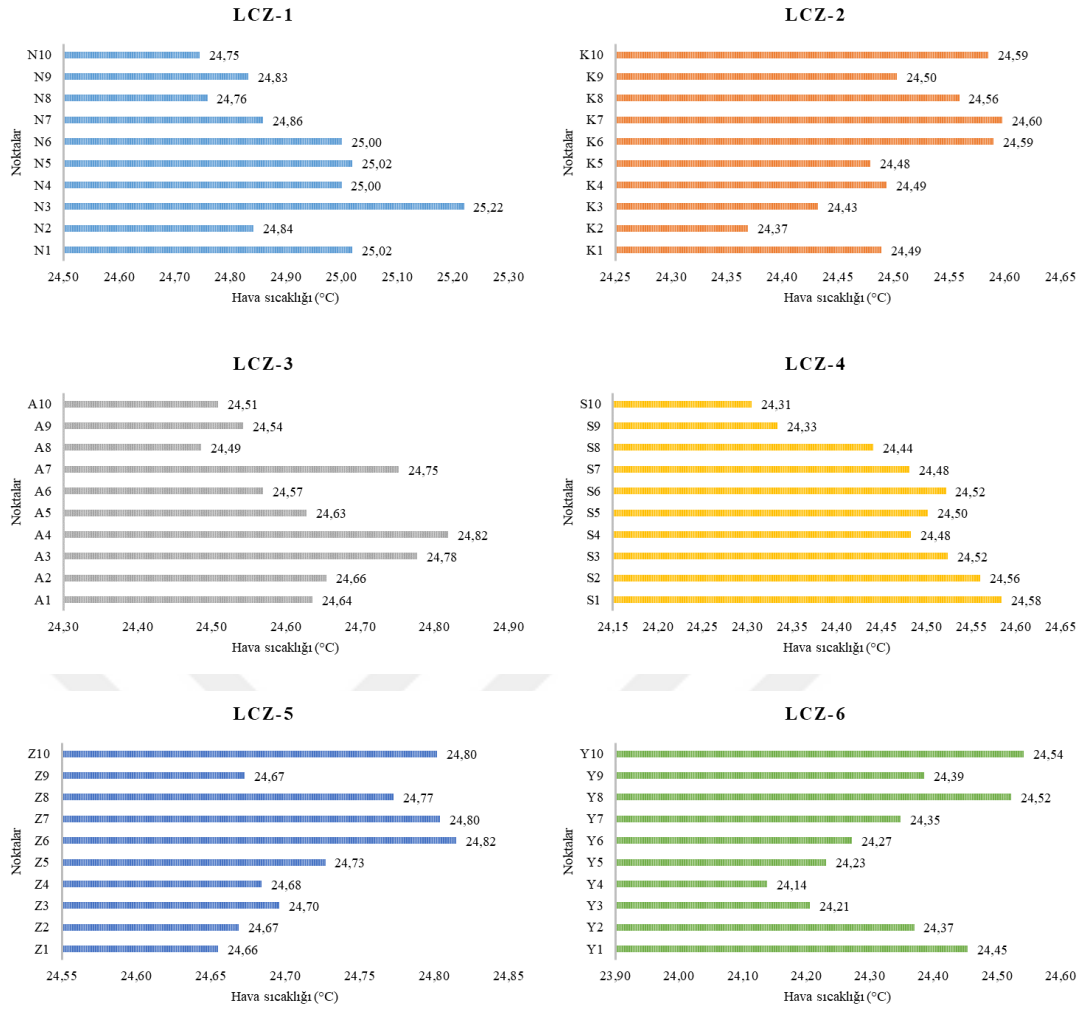 LCZ-1
Noktalar
N10 24,75
N9 24,83
N8 24,76
N7 24,86
N6 25,00
N5 25,02
N4 25,00
N3 25,22
N2 24,84
N1 25,02
24,50 24,60 24,70 24,80 24,90 25,00 25,10 25,20 25,30
Hava sıcaklığı (°C)
LCZ-2
Noktalar
K10 24,59
K9 24,50
K8 24,56
K7 24,60
K6 24,59
K5 24,48
K4 24,49
K3 24,43
K2 24,37
K1 24,49
24,25 24,30 24,35 24,40 24,45 24,50 24,55 24,60 24,65
Hava sıcaklığı (°C)
LCZ-3
Noktalar
A10 24,51
A9 24,54
A8 24,49
A7 24,75
A6 24,57
A5 24,63
A4 24,82
A3 24,78
A2 24,66
A1 24,64
24,30 24,40 24,50 24,60 24,70 24,80 24,90
Hava sıcaklığı (°C)
LCZ-4
Noktalar
S10 24,31
S9 24,33
S8 24,44
S7 24,48
S6 24,52
S5 24,50
S4 24,48
S3 24,52
S2 24,56
S1 24,58
24,15 24,20 24,25 24,30 24,35 24,40 24,45 24,50 24,55 24,60 24,65
Hava sıcaklığı (°C)
LCZ-5
Noktalar
Z10 24,80
Z9 24,67
Z8 24,77
Z7 24,80
Z6 24,82
Z5 24,73
Z4 24,68
Z3 24,70
Z2 24,67
Z1 24,66
24,55 24,60 24,65 24,70 24,75 24,80 24,85
Hava sıcaklığı (°C)
LCZ-6
Noktalar
Y10 24,54
Y9 24,39
Y8 24,52
Y7 24,35
Y6 24,27
Y5 24,23
Y4 24,14
Y3 24,21
Y2 24,37
Y1 24,45
23,90 24,00 24,10 24,20 24,30 24,40 24,50 24,60
Hava sıcaklığı (°C)